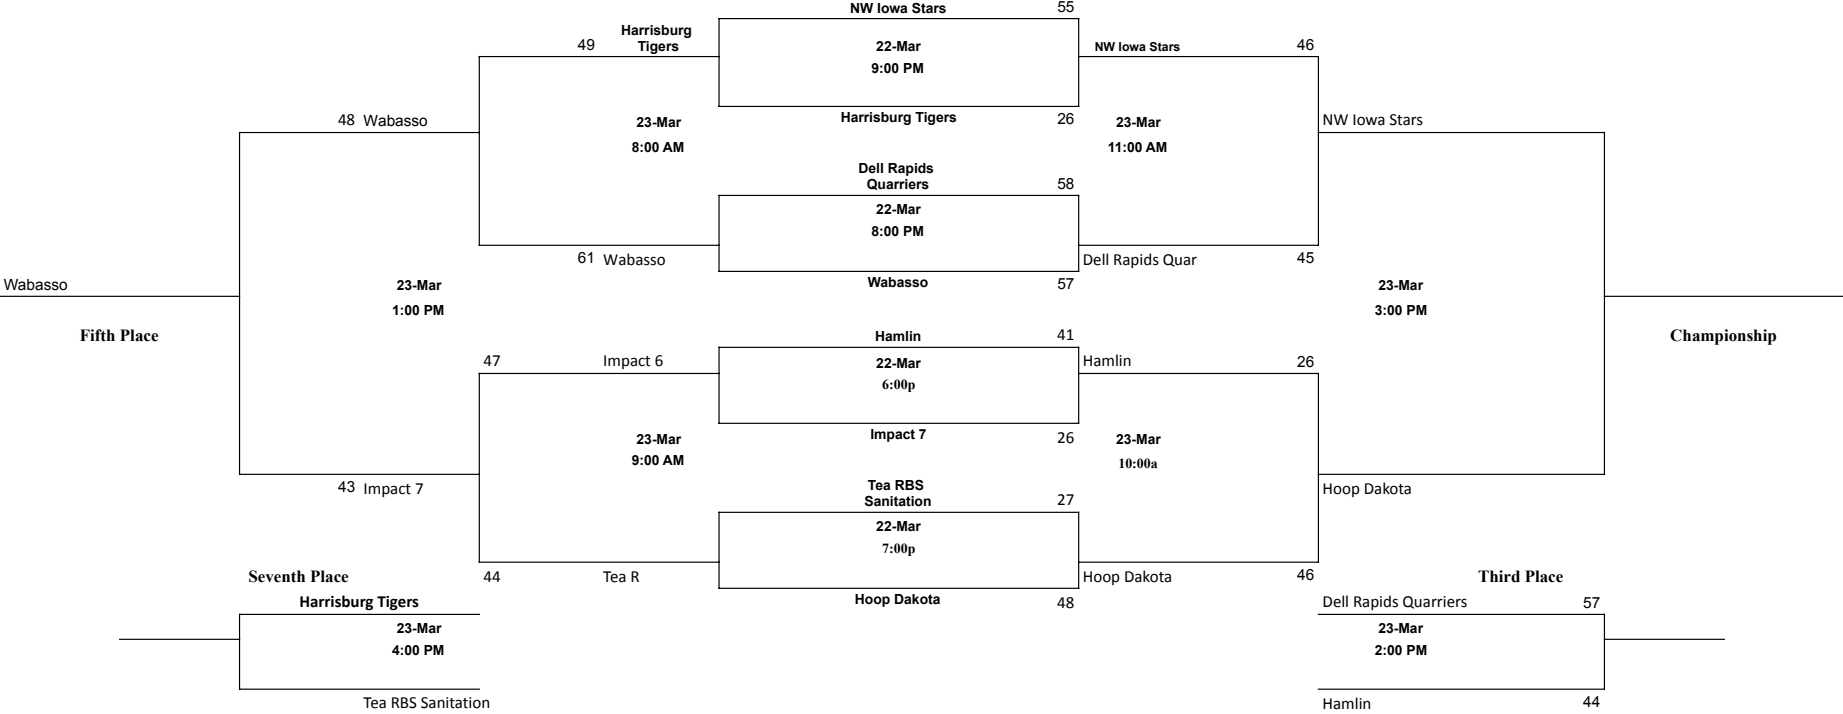 NW Iowa Stars 55
49 Harrisburg
Tigers
22-Mar
9:00 PM
NW Iowa Stars 46
Harrisburg Tigers 26
48 Wabasso
23-Mar
8:00 AM
23-Mar
11:00 AM
NW Iowa Stars
Dell Rapids
Quarriers 58
22-Mar
8:00 PM
61 Wabasso
Dell Rapids Quar 45
Wabasso 57
Wabasso
23-Mar
1:00 PM
23-Mar
3:00 PM
Fifth Place
Championship
Hamlin 41
47 Impact 6
22-Mar
6:00p
Hamlin 26
Impact 7 26
23-Mar
9:00 AM
23-Mar
10:00a
43 Impact 7
Hoop Dakota
Tea RBS
Sanitation 27
22-Mar
7:00p
44 Tea R
Hoop Dakota 46
Hoop Dakota 48
Seventh Place
Harrisburg Tigers
23-Mar
4:00 PM
Tea RBS Sanitation
Third Place
Dell Rapids Quarriers 57
23-Mar
2:00 PM
Hamlin 44